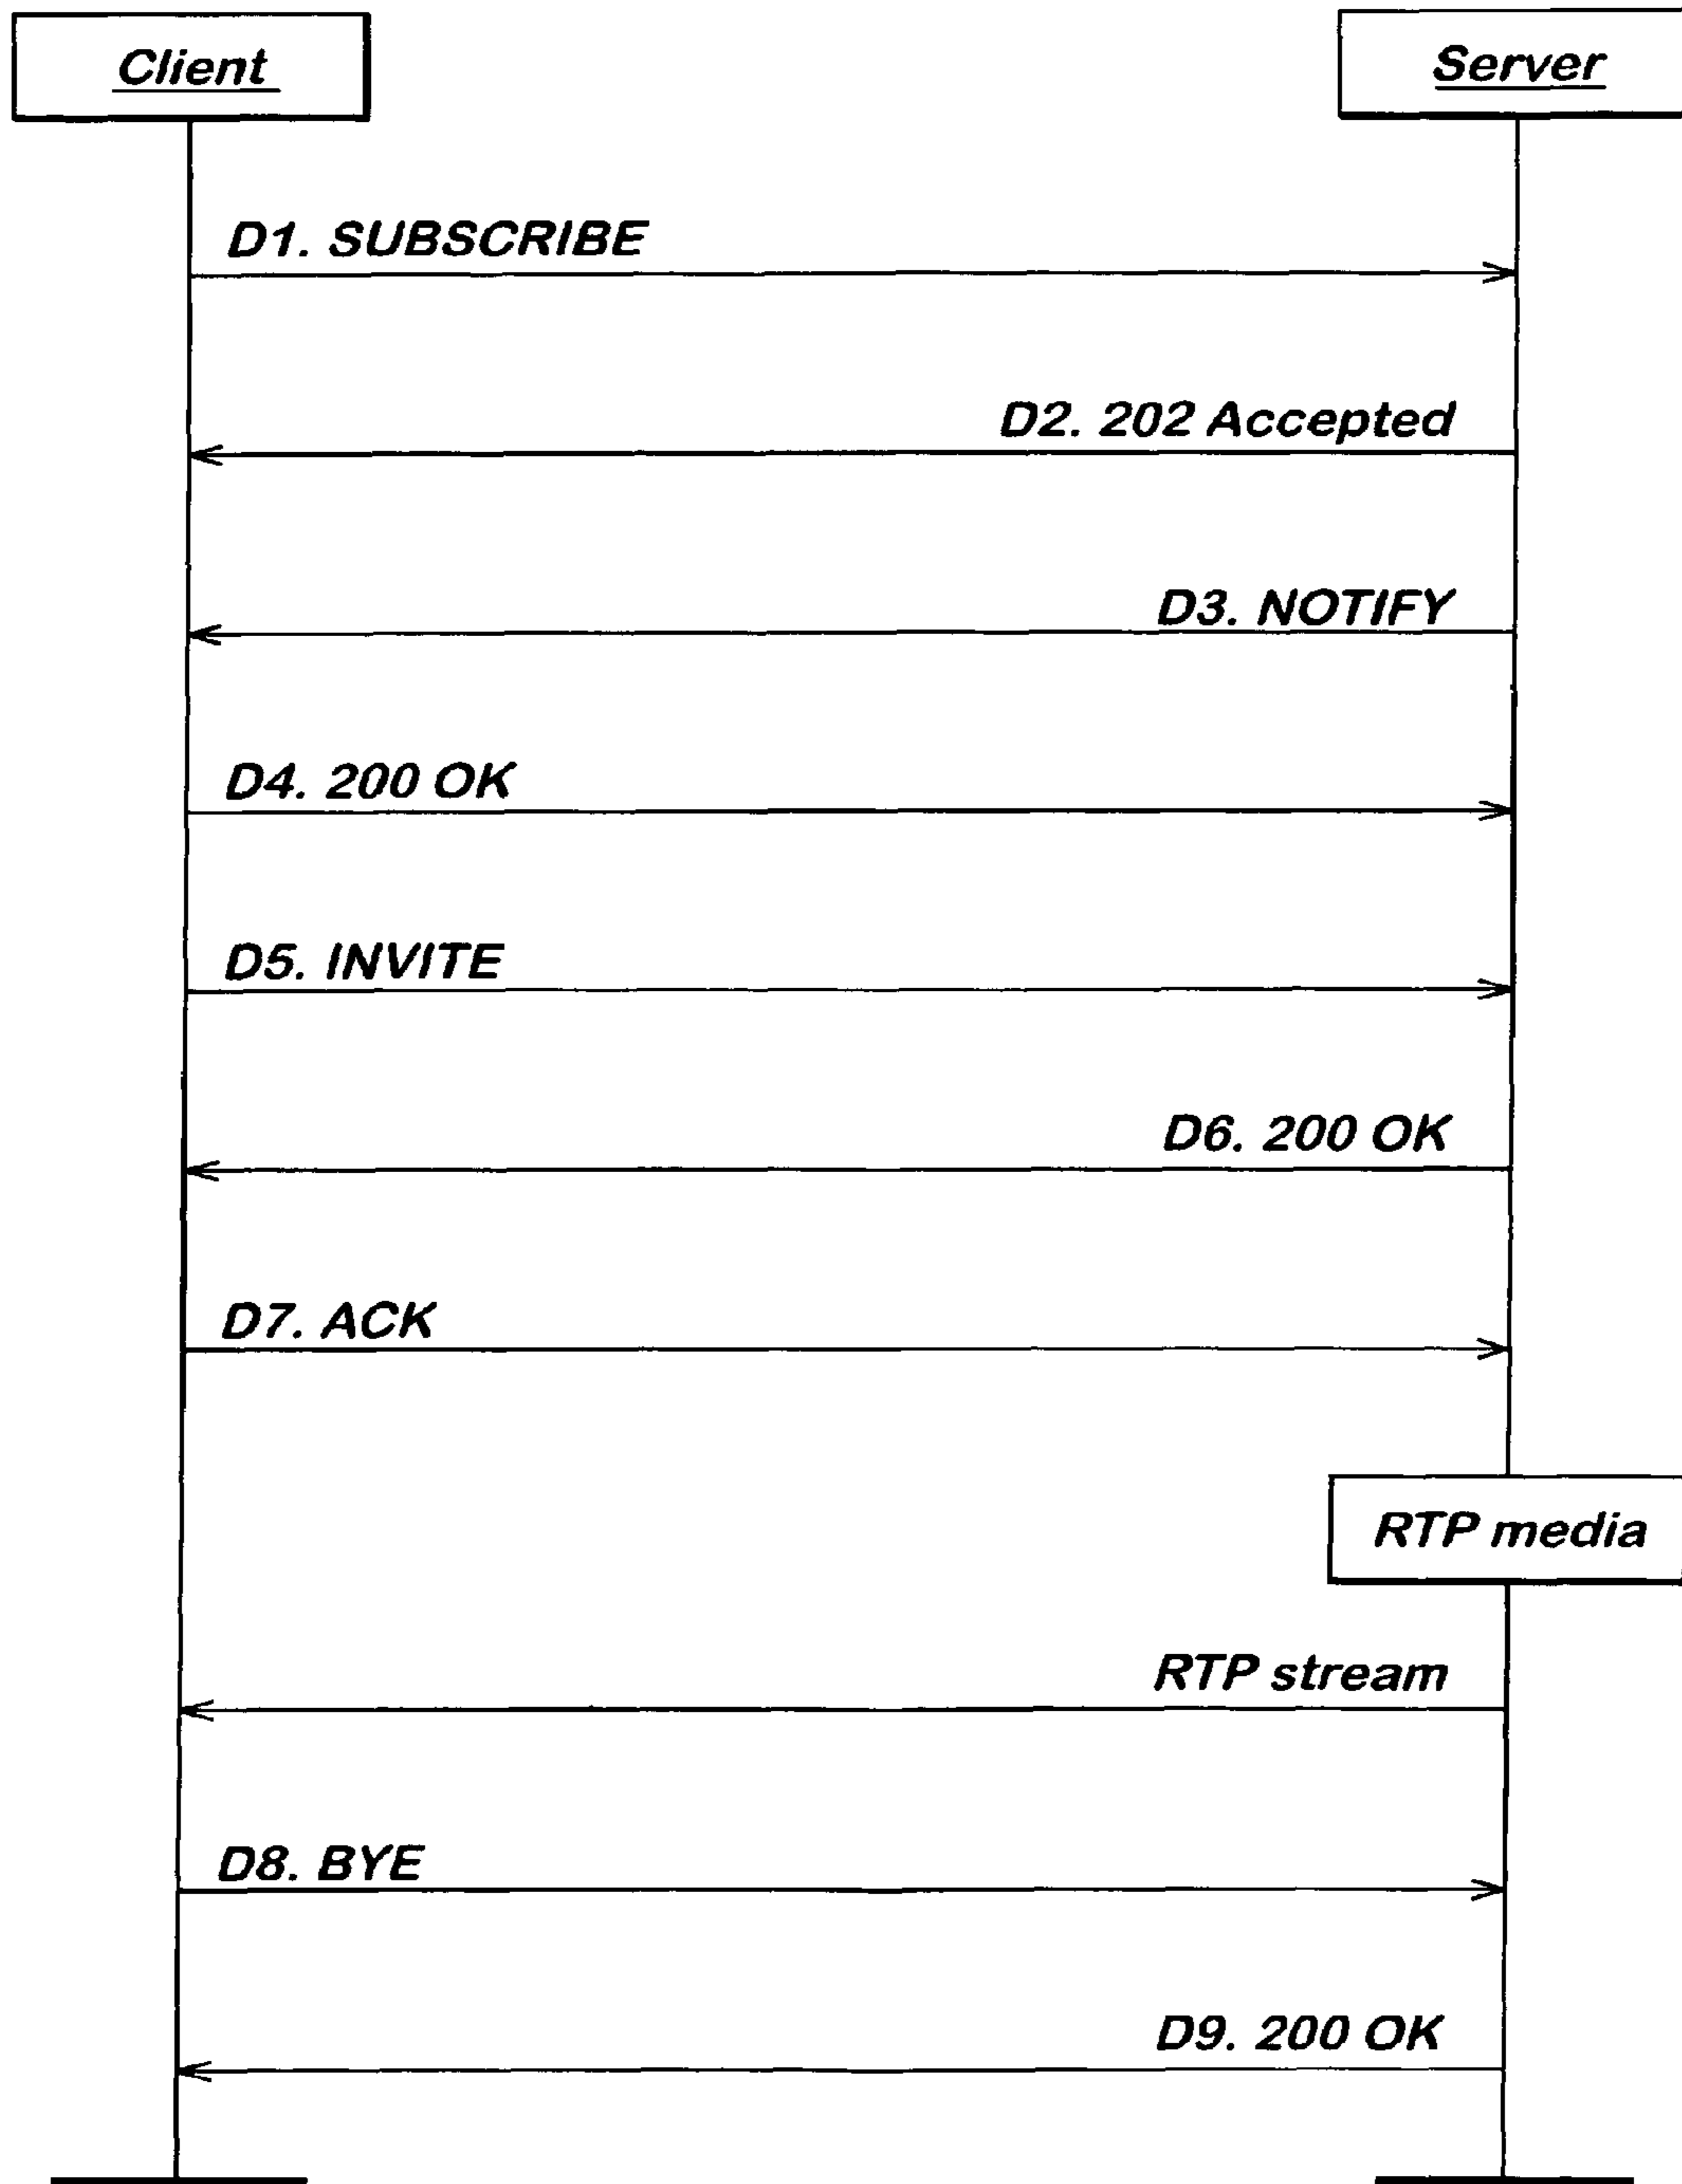 Client
Server
D1. SUBSCRIBE
D2. 202 Accepted
D3. NOTIFY
D4. 200 OK
D5. INVITE
D6. 200 OK
D7. ACK
RTP media
RTP stream
D8. BYE
D9. 200 OK